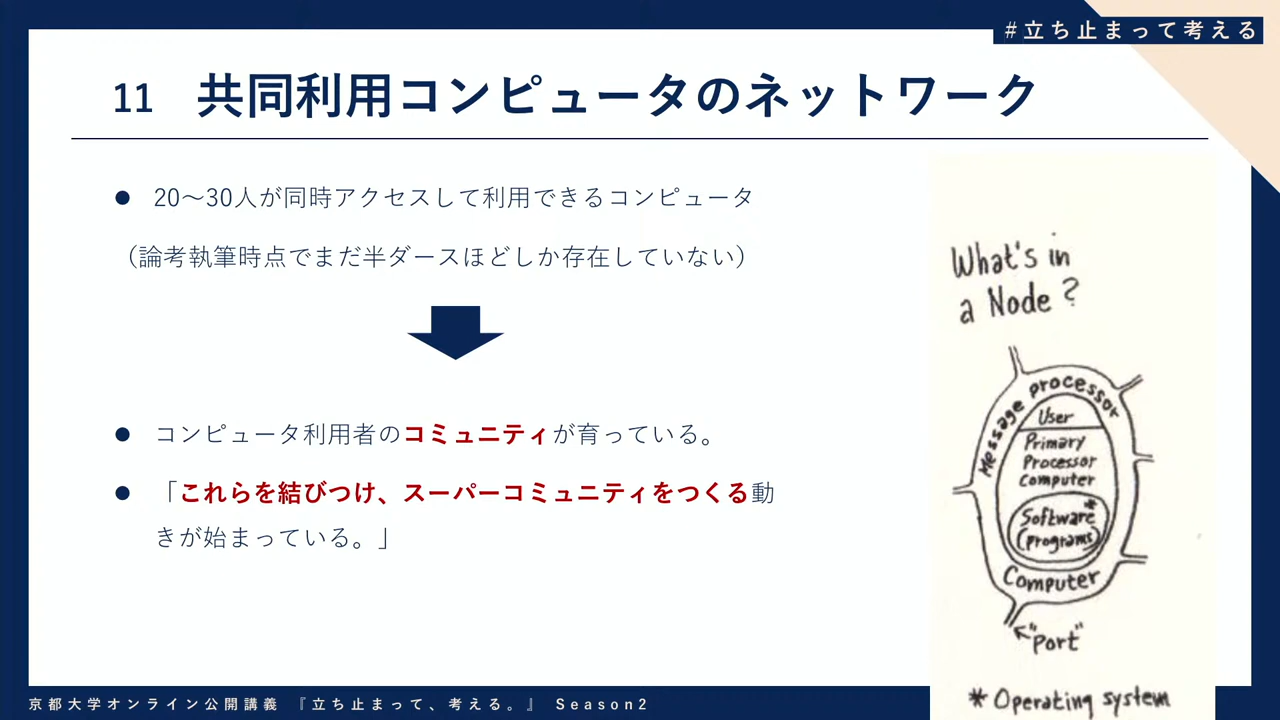 #立ち止まって考える
11 共同利用コンピュータのネットワーク
● 20〜30人が同時アクセスして利用できるコンピュータ
（論考執筆時点でまだ半ダースほどしか存在していない）
● コンピュータ利用者のコミュニティが育っている。
● 「これらを結びつけ、スーパーコミュニティをつくる動
きが始まっている。」
What's in
a Node ?
Message processor
User
Primary
Processor
Computer
Software*
(programs)
Computer
"Port"
* Operating system
京都大学オンライン公開講義 『立ち止まって、考える。』 Season2